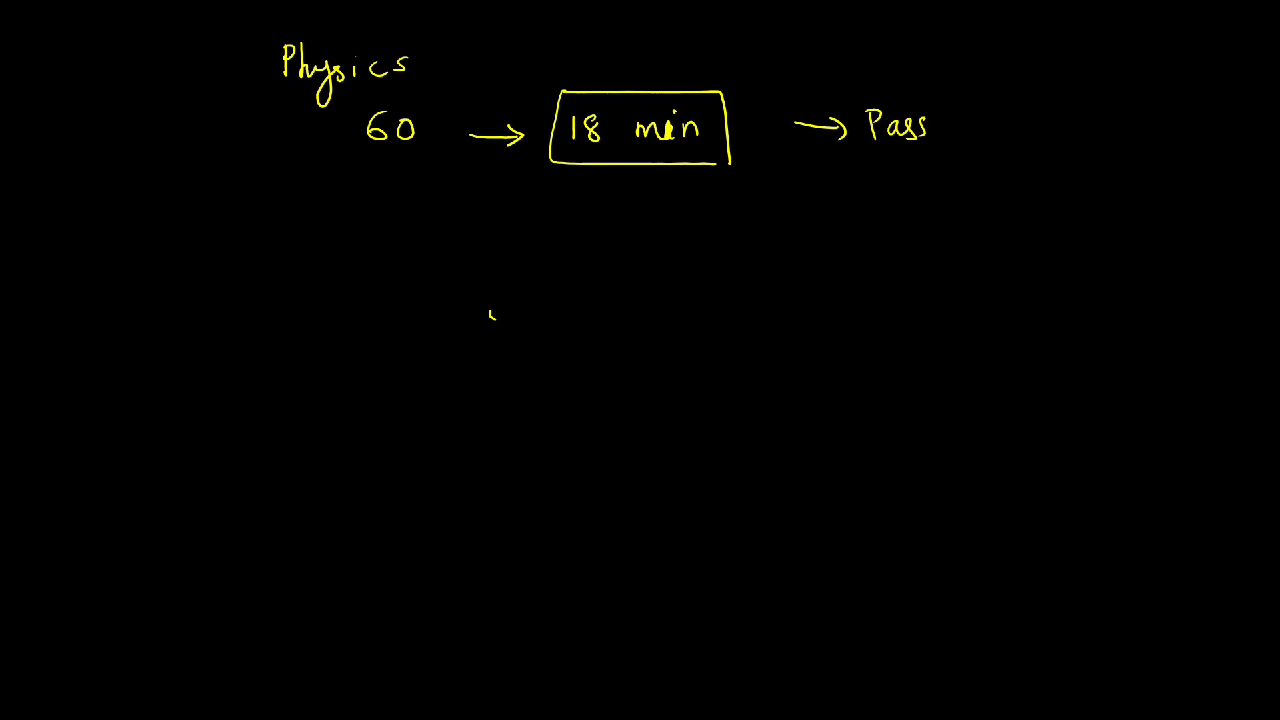 Physics
60 → 18 min → Pass